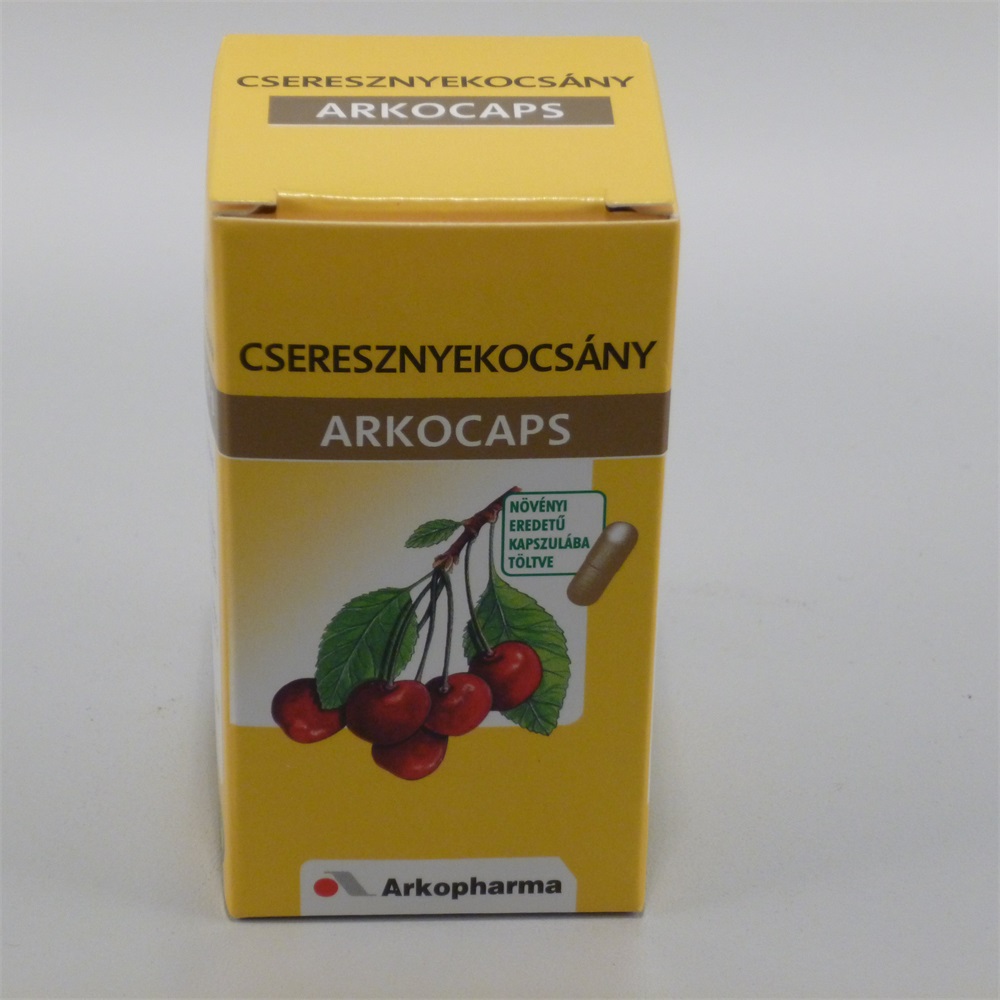 CSERESZNYEKOCSÁNY
ARKOCAPS
CSERESZNYEKOCSÁNY
ARKOCAPS
NÖVÉNYI
EREDETŰ
KAPSZULÁBA
TÖLTVE
Arkopharma